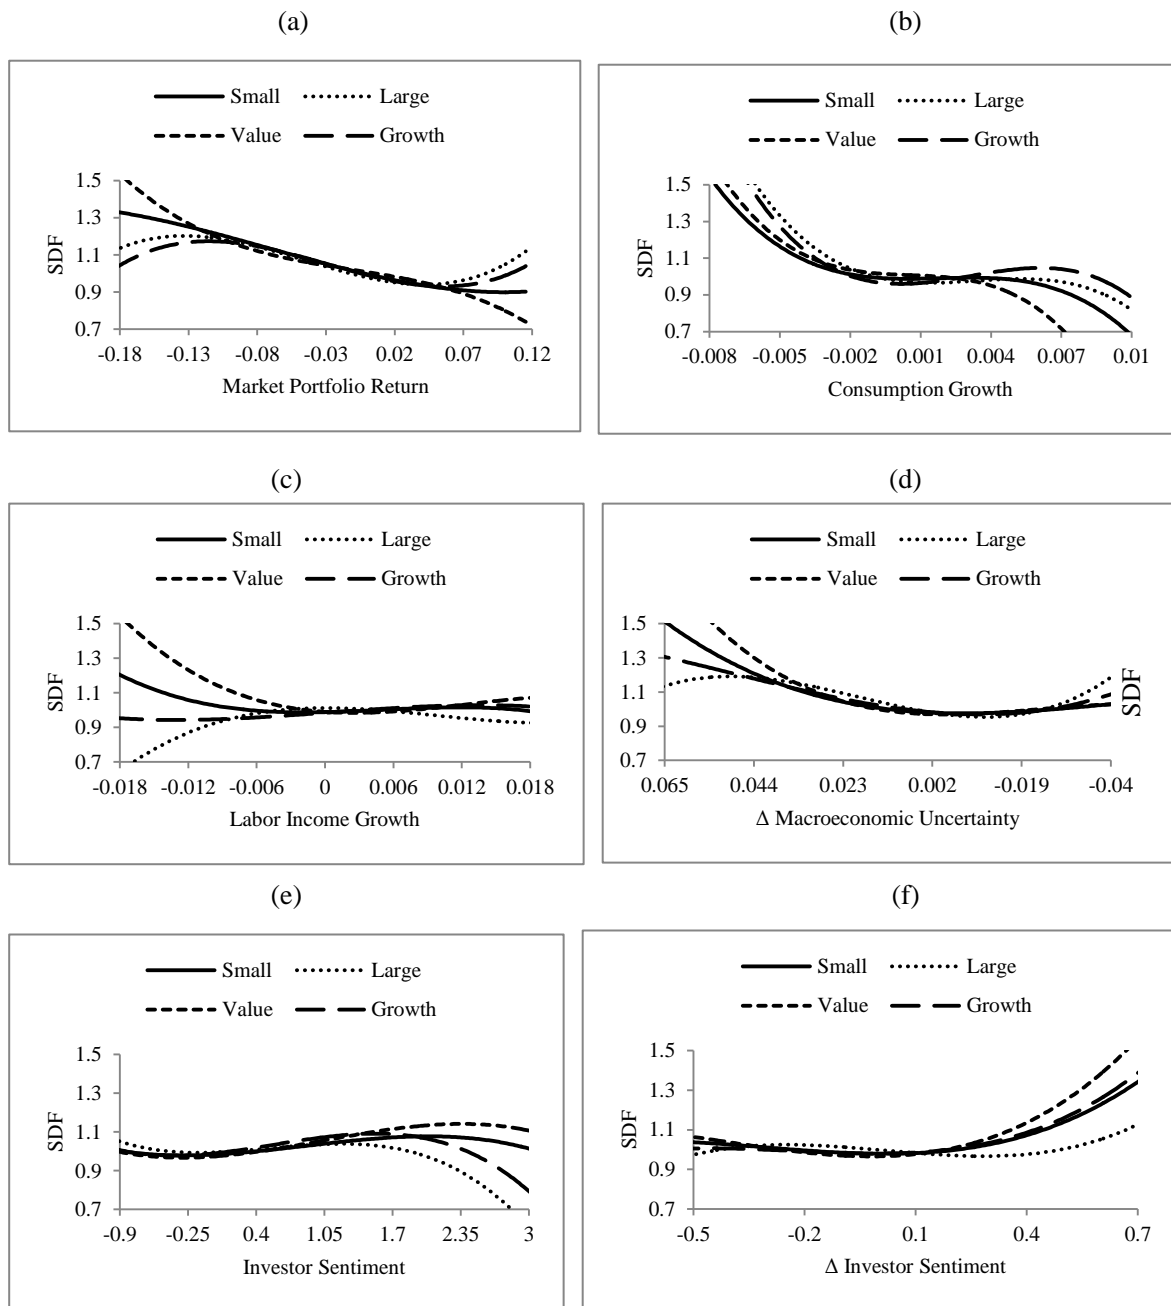 (a)
Small Large
Value Growth
1.5
1.3
1.1
0.9
0.7
SDF
-0.18 -0.13 -0.08 -0.03 0.02 0.07 0.12
Market Portfolio Return
(b)
Small Large
Value Growth
1.5
1.3
1.1
0.9
0.7
SDF
-0.008 -0.005 -0.002 0.001 0.004 0.007 0.01
Consumption Growth
(c)
Small Large
Value Growth
1.5
1.3
1.1
0.9
0.7
SDF
-0.018 -0.012 -0.006 0 0.006 0.012 0.018
Labor Income Growth
(d)
Small Large
Value Growth
1.5
1.3
1.1
0.9
0.7
SDF
0.065 0.044 0.023 0.002 -0.019 -0.04
Δ Macroeconomic Uncertainty
(e)
Small Large
Value Growth
1.5
1.3
1.1
0.9
0.7
SDF
-0.9 -0.25 0.4 1.05 1.7 2.35 3
Investor Sentiment
(f)
Small Large
Value Growth
1.5
1.3
1.1
0.9
0.7
SDF
-0.5 -0.2 0.1 0.4 0.7
Δ Investor Sentiment